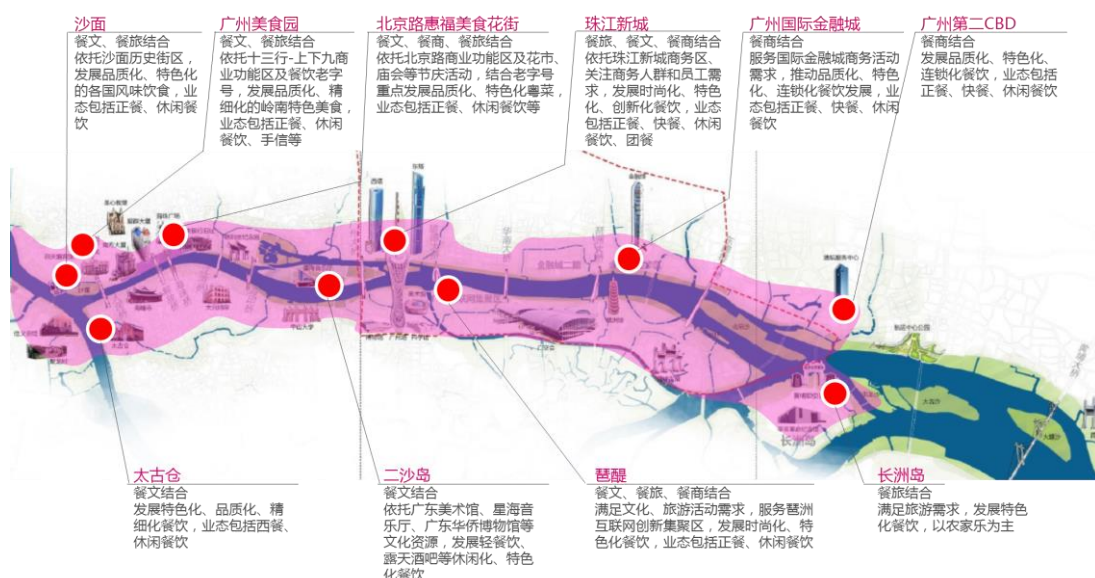 沙面
餐文、餐旅结合
依托沙面历史街区，
发展品质化、特色化
的各国风味饮食，业
态包括正餐、休闲餐
饮
广州美食园
餐文、餐旅结合
依托十三行-上下九商
业功能区及餐饮老字
号，发展品质化、精
细化的岭南特色美食，
业态包括正餐、休闲
餐饮、手信等
北京路惠福美食花街
餐文、餐商、餐旅结合
依托北京路商业功能区及花市、
庙会等节庆活动，结合老字号
重点发展品质化、特色化粤菜，
业态包括正餐、休闲餐饮等
珠江新城
餐旅、餐文、餐商结合
依托珠江新城商务区、
关注商务人群和员工需
求，发展时尚化、特色
化、创新化餐饮，业态
包括正餐、快餐、休闲
餐饮、团餐
广州国际金融城
餐商结合
服务国际金融城商务活动
需求，推动品质化、特色
化、连锁化餐饮发展，业
态包括正餐、快餐、休闲
餐饮
广州第二CBD
餐商结合
发展品质化、特色化、
连锁化餐饮，业态包括
正餐、快餐、休闲餐饮
西塔
东塔
中山大学
大吉沙
长洲岛
太古仓
餐文结合
发展特色化、品质化、精
细化餐饮，业态包括西餐、
休闲餐饮
二沙岛
餐文结合
依托广东美术馆、星海音
乐厅、广东华侨博物馆等
文化资源，发展轻餐饮、
露天酒吧等休闲化、特色
化餐饮
琶醍
餐文、餐旅、餐商结合
满足文化、旅游活动需求，服务琶洲
互联网创新集聚区，发展时尚化、特
色化餐饮，业态包括正餐、休闲餐饮
长洲岛
餐旅结合
满足旅游需求，发展特色
化餐饮，以农家乐为主